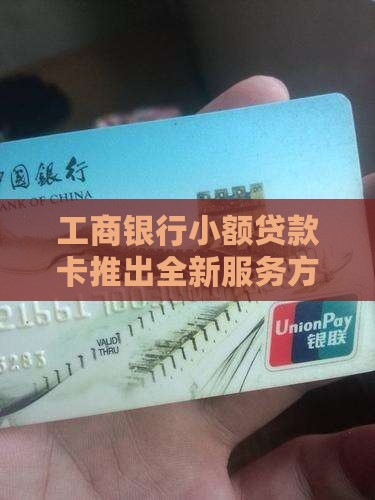 国銀行
ANK OF CHINA
工商银行小额贷款
卡推出全新服务方
VALID
THRU
UnionPay
银联